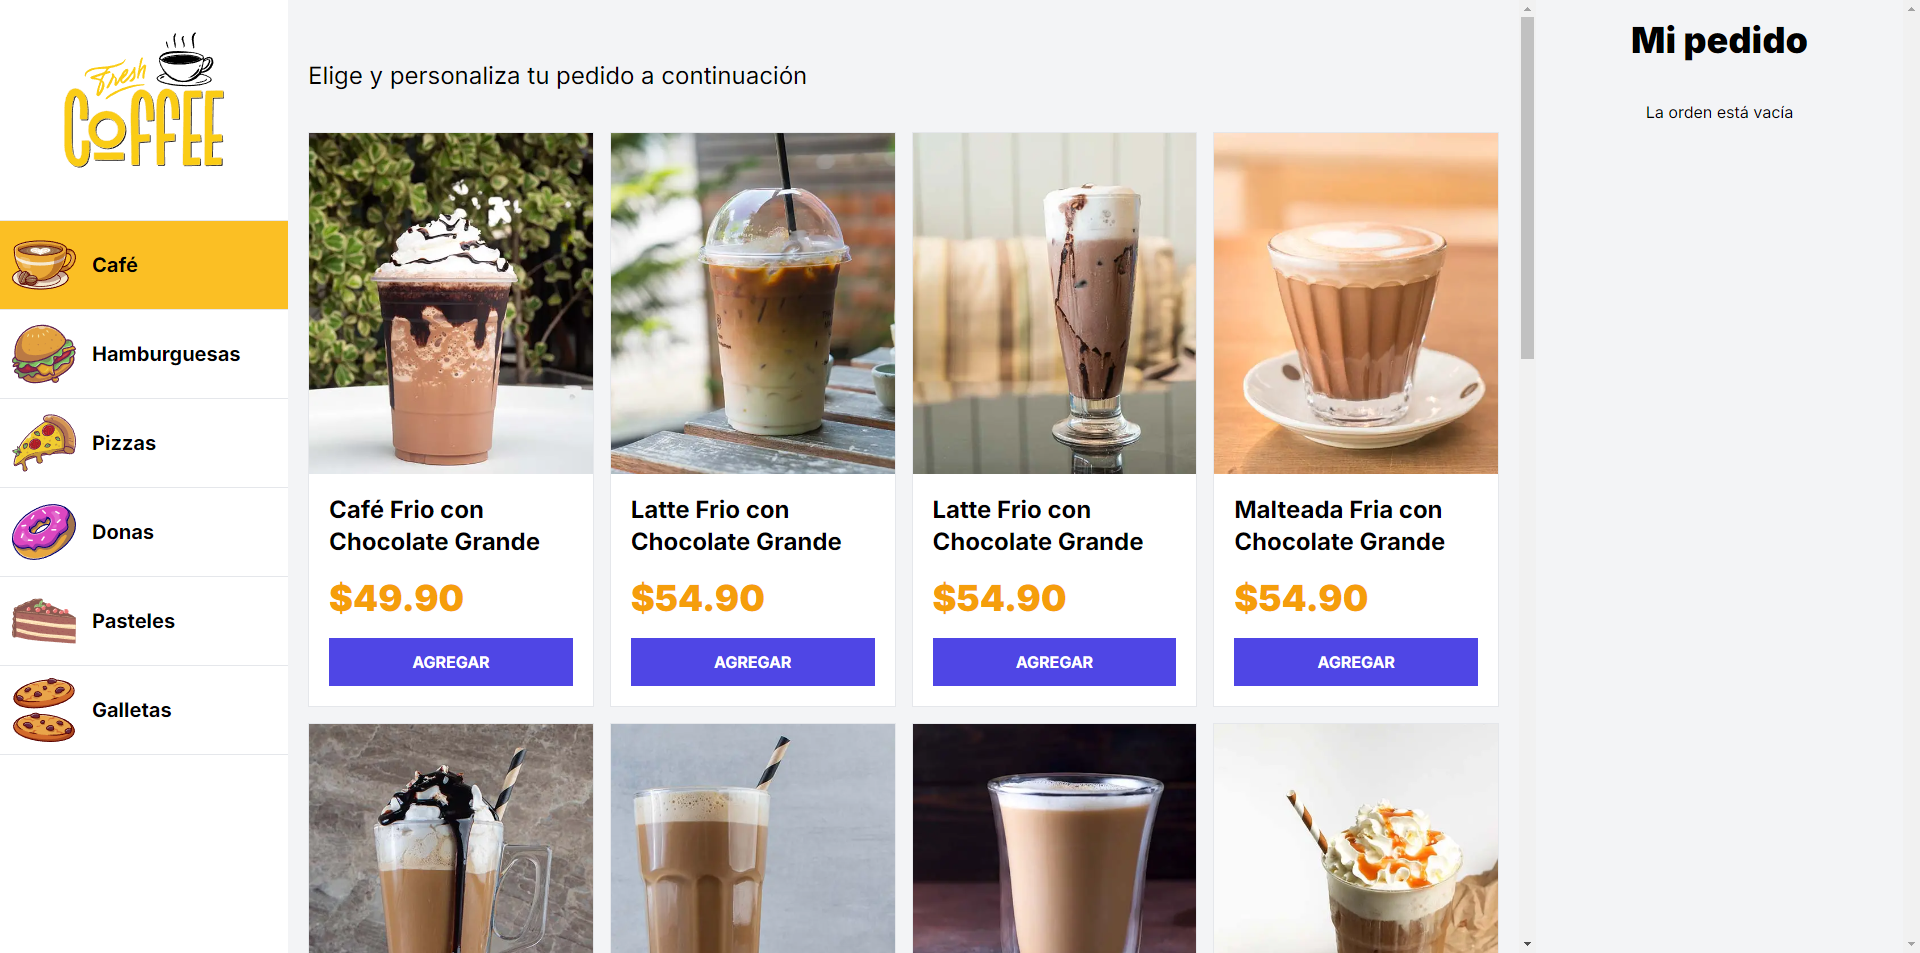 Fresh
COFFEE
Café
Hamburguesas
Pizzas
Donas
Pasteles
Galletas
Elige y personaliza tu pedido a continuación
Café Frio con
Chocolate Grande
$49.90
AGREGAR
Latte Frio con
Chocolate Grande
$54.90
AGREGAR
Latte Frio con
Chocolate Grande
$54.90
AGREGAR
Malteada Fria con
Chocolate Grande
$54.90
AGREGAR
Mi pedido
La orden está vacía